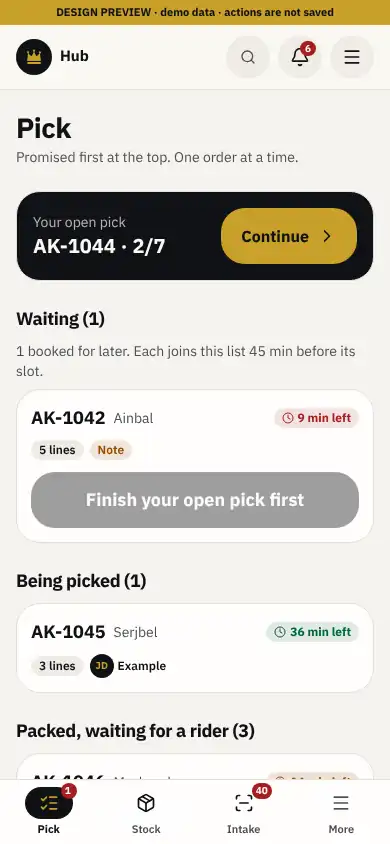 DESIGN PREVIEW · demo data · actions are not saved
Hub
6
Pick
Promised first at the top. One order at a time.
Your open pick
AK-1044 · 2/7
Continue
Waiting (1)
1 booked for later. Each joins this list 45 min before its
slot.
AK-1042 Ainbal
9 min left
5 lines
Note
Finish your open pick first
Being picked (1)
AK-1045 Serjbel
36 min left
3 lines
JD
Example
Packed, waiting for a rider (3)
1
40
Pick
Stock
Intake
More